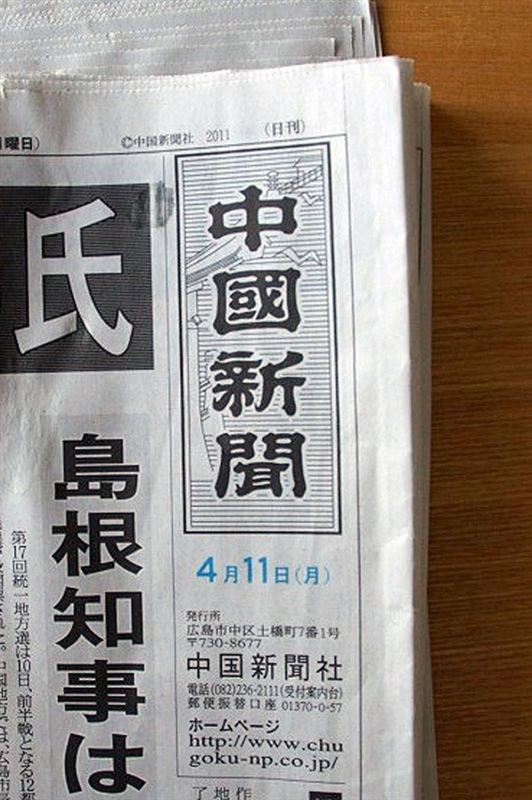 曜日)
©中国新聞社 2011 (日刊)
中國新聞
4月11日(月)
発行所
広島市中区土橋町7番1号
〒730-8677
中国新聞社
電話(082)236-2111(受付案内台)
郵便振替口座 01370-0-57
ホームページ
http://www.chu
goku-np.co.jp/
氏
島根知事は
第17回統一地方選は10日、前半戦となる12都
作
地
了